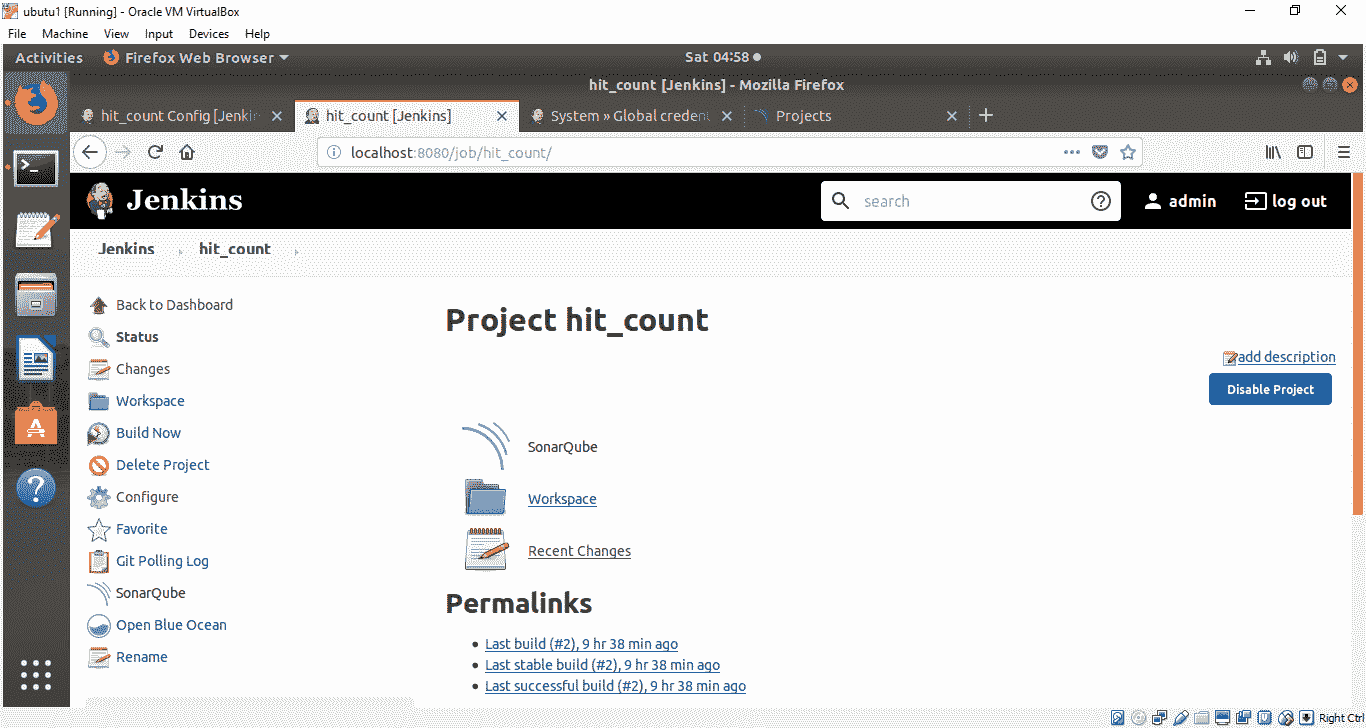 ubutu1 [Running] - Oracle VM VirtualBox
File Machine View Input Devices Help
Activities Firefox Web Browser Sat 04:58
hit_count [Jenkins] - Mozilla Firefox
hit_count Config [Jenkin hit_count [Jenkins] System » Global credent Projects
localhost:8080/job/hit_count/
Jenkins search admin log out
Jenkins hit_count
Back to Dashboard
Status
Changes
Workspace
Build Now
Delete Project
Configure
Favorite
Git Polling Log
SonarQube
Open Blue Ocean
Rename
Project hit_count
add description
Disable Project
SonarQube
Workspace
Recent Changes
Permalinks
Last build (#2), 9 hr 38 min ago
Last stable build (#2), 9 hr 38 min ago
Last successful build (#2), 9 hr 38 min ago
Right Ctrl